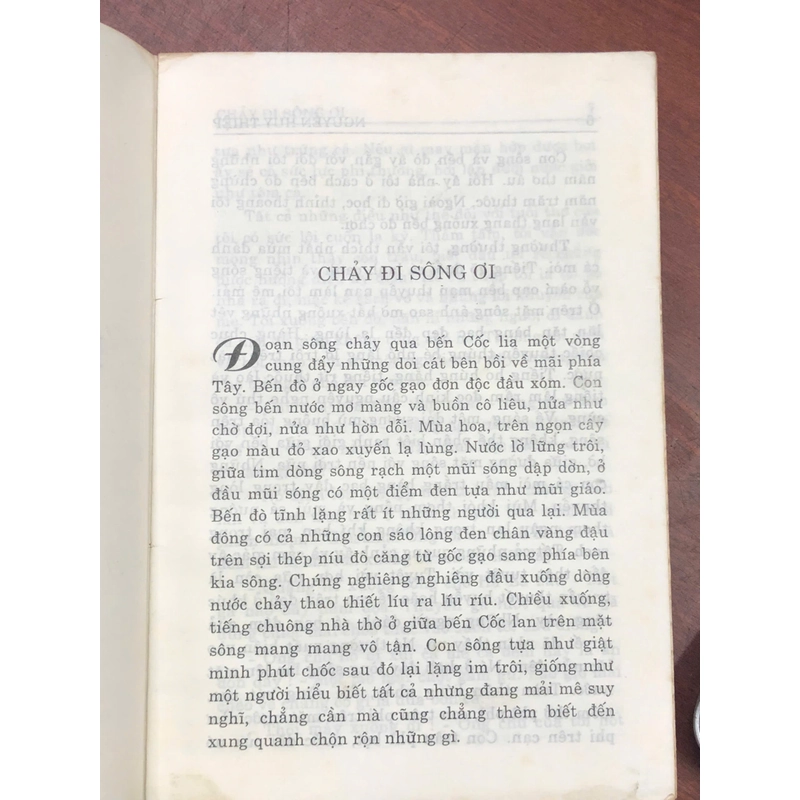 CHẢY ĐI SÔNG ƠI
Đoạn sông chảy qua bến Cốc lia một vòng
cung đẩy những doi cát bên bồi về mãi phía
Tây. Bến đò ở ngay gốc gạo đơn độc đầu xóm. Con
sông bến nước mơ màng và buồn cô liêu, nửa như
chờ đợi, nửa như hờn dỗi. Mùa hoa, trên ngọn cây
gạo màu đỏ xao xuyến lạ lùng. Nước lờ lững trôi,
giữa tim dòng sông rạch một mũi sóng dập dờn, ở
đầu mũi sóng có một điểm đen tựa như mũi giáo.
Bến đò tĩnh lặng rất ít những người qua lại. Mùa
đông có cả những con sáo lông đen chân vàng đậu
trên sợi thép níu đò căng từ gốc gạo sang phía bên
kia sông. Chúng nghiêng nghiêng đầu xuống dòng
nước chảy thao thiết líu ra líu ríu. Chiều xuống,
tiếng chuông nhà thờ ở giữa bến Cốc lan trên mặt
sông mang mang vô tận. Con sông tựa như giật
mình phút chốc sau đó lại lặng im trôi, giống như
một người hiểu biết tất cả nhưng đang mải mê suy
nghĩ, chẳng cần mà cũng chẳng thêm biết đến
xung quanh chộn rộn những gì.